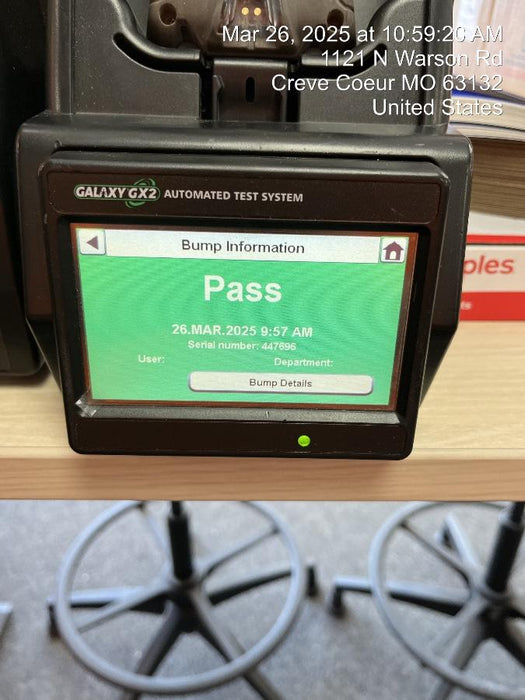 Mar 26, 2025 at 10:59:20 AM
1121 N Warson Rd
Creve Coeur MO 63132
United States
GALAXY GX2 AUTOMATED TEST SYSTEM
Bump Information
Pass
26.MAR.2025 9:57 AM
Serial number: 447696
User: Department:
Bump Details